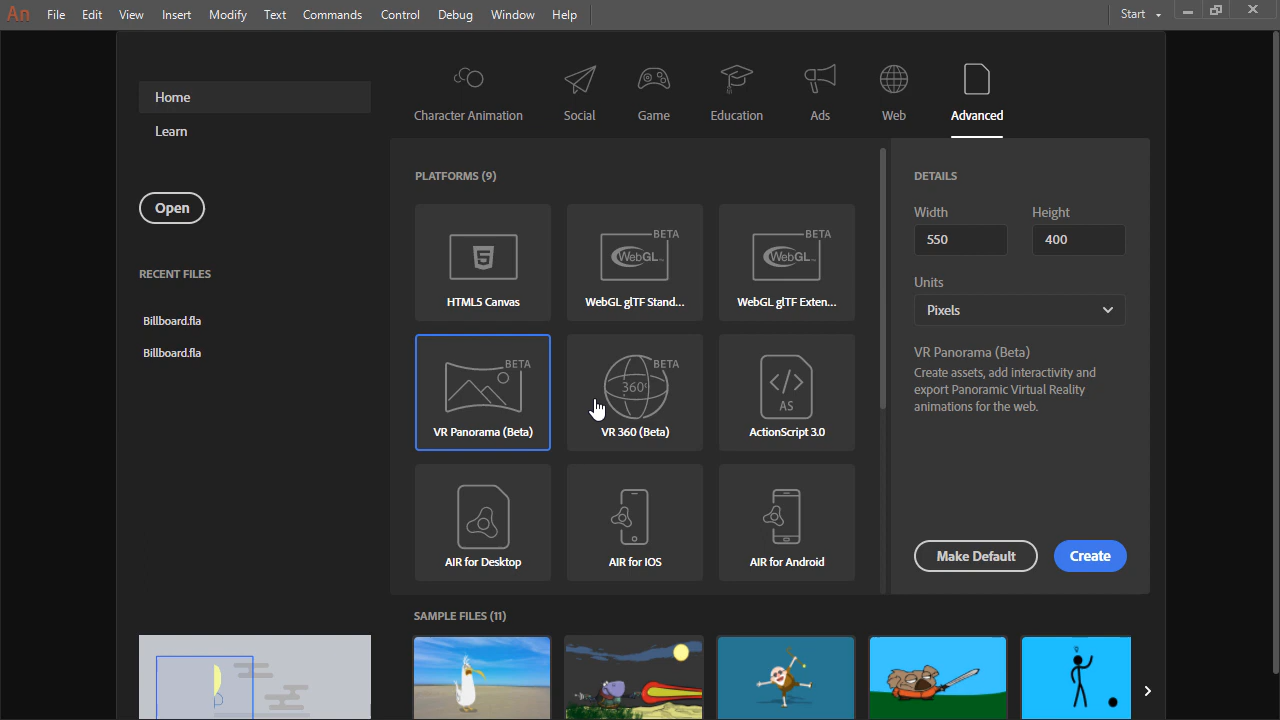 An File Edit View Insert Modify Text Commands Control Debug Window Help Start
Home
Learn
Open
RECENT FILES
Billboard.fla
Billboard.fla
Character Animation Social Game Education Ads Web Advanced
PLATFORMS (9)
5
HTML5 Canvas
BETA
WebGL
WebGL glTF Stand...
BETA
WebGL
WebGL glTF Exten...
BETA
VR Panorama (Beta)
BETA
360°
VR 360 (Beta)
AS
ActionScript 3.0
AIR for Desktop
AIR for IOS
AIR for Android
DETAILS
Width Height
550 400
Units
Pixels
VR Panorama (Beta)
Create assets, add interactivity and
export Panoramic Virtual Reality
animations for the web.
Make Default Create
SAMPLE FILES (11)